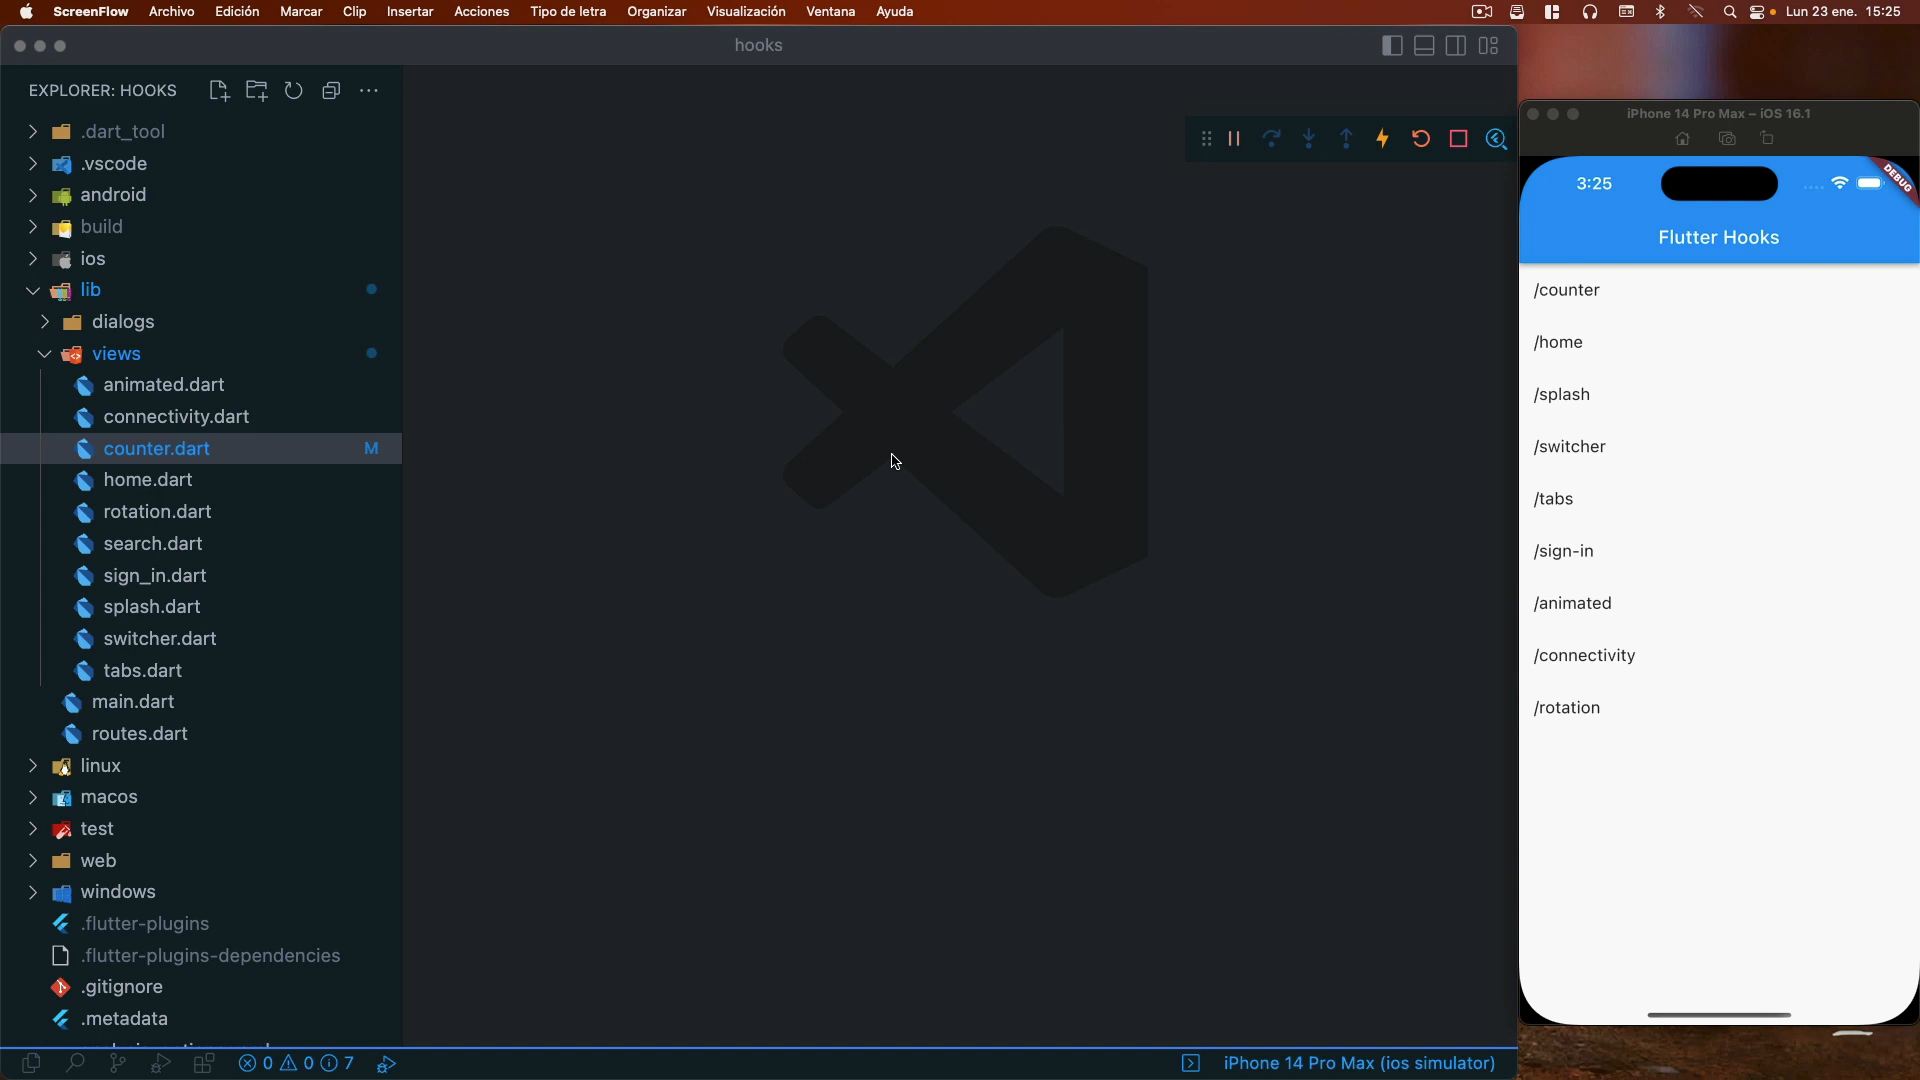 ScreenFlow Archivo Edición Marcar Clip Insertar Acciones Tipo de letra Organizar Visualización Ventana Ayuda Lun 23 ene. 15:25
hooks
EXPLORER: HOOKS
.dart_tool
.vscode
android
build
ios
lib
dialogs
views
animated.dart
connectivity.dart
counter.dart M
home.dart
rotation.dart
search.dart
sign_in.dart
splash.dart
switcher.dart
tabs.dart
main.dart
routes.dart
linux
macos
test
web
windows
.flutter-plugins
.flutter-plugins-dependencies
.gitignore
.metadata
0 0 7
iPhone 14 Pro Max (ios simulator)
iPhone 14 Pro Max – iOS 16.1
3:25
DEBUG
Flutter Hooks
/counter
/home
/splash
/switcher
/tabs
/sign-in
/animated
/connectivity
/rotation